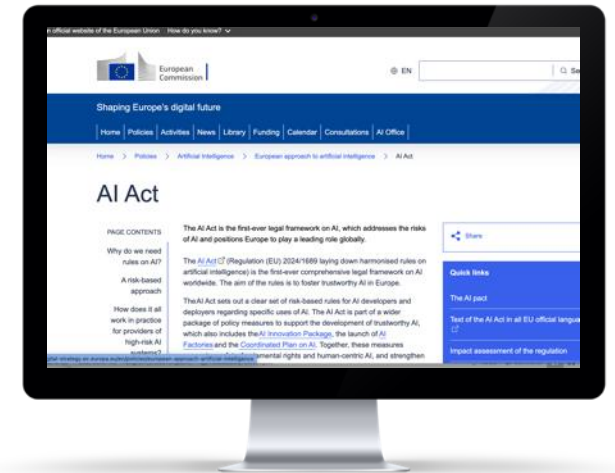 official website of the European Union How do you know?
European
Commission
EN
Shaping Europe's digital future
Home Policies Activities News Library Funding Calendar Consultations AI Office
Home > Policies > Artificial Intelligence > European approach to artificial intelligence > AI Act
AI Act
PAGE CONTENTS
Why do we need
rules on AI?
A risk-based
approach
How does it all
work in practice
for providers of
high-risk AI
systems?
The AI Act is the first-ever legal framework on AI, which addresses the risks
of AI and positions Europe to play a leading role globally.
The AI Act (Regulation (EU) 2024/1689 laying down harmonised rules on
artificial intelligence) is the first-ever comprehensive legal framework on AI
worldwide. The aim of the rules is to foster trustworthy AI in Europe.
The AI Act sets out a clear set of risk-based rules for AI developers and
deployers regarding specific uses of AI. The AI Act is part of a wider
package of policy measures to support the development of trustworthy AI,
which also includes the AI Innovation Package, the launch of AI
Factories and the Coordinated Plan on AI. Together, these measures
fundamental rights and human-centric AI, and strengthen
Share
Quick links
The AI pact
Text of the AI Act in all EU official
Impact assessment of the regulation